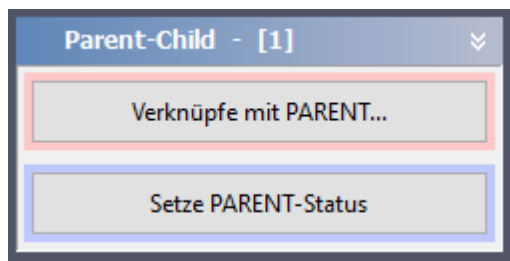 Parent-Child - [1]
Verknüpfe mit PARENT...
Setze PARENT-Status